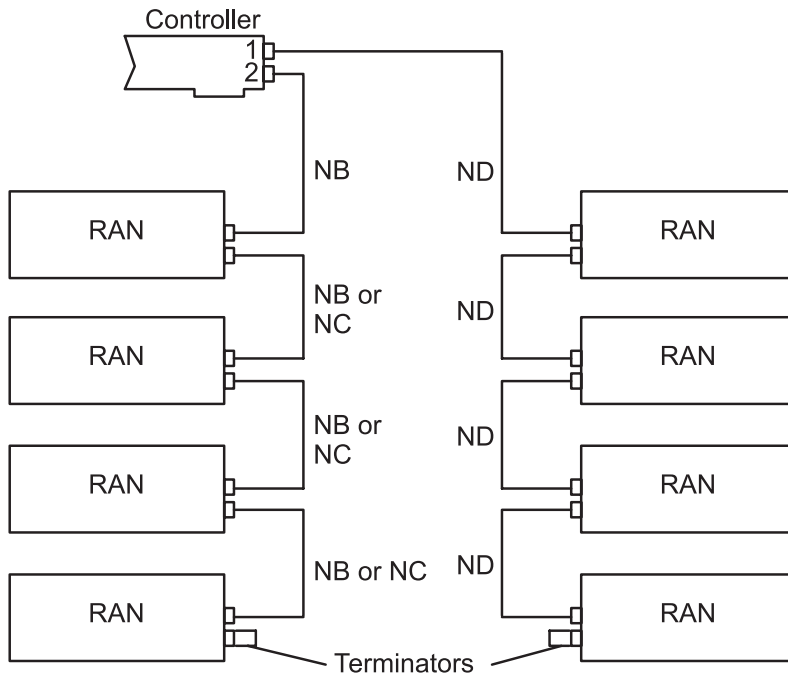 Controller
1
2
NB
ND
RAN
RAN
NB or
NC
ND
RAN
RAN
NB or
NC
ND
RAN
RAN
NB or NC
ND
RAN
RAN
Terminators